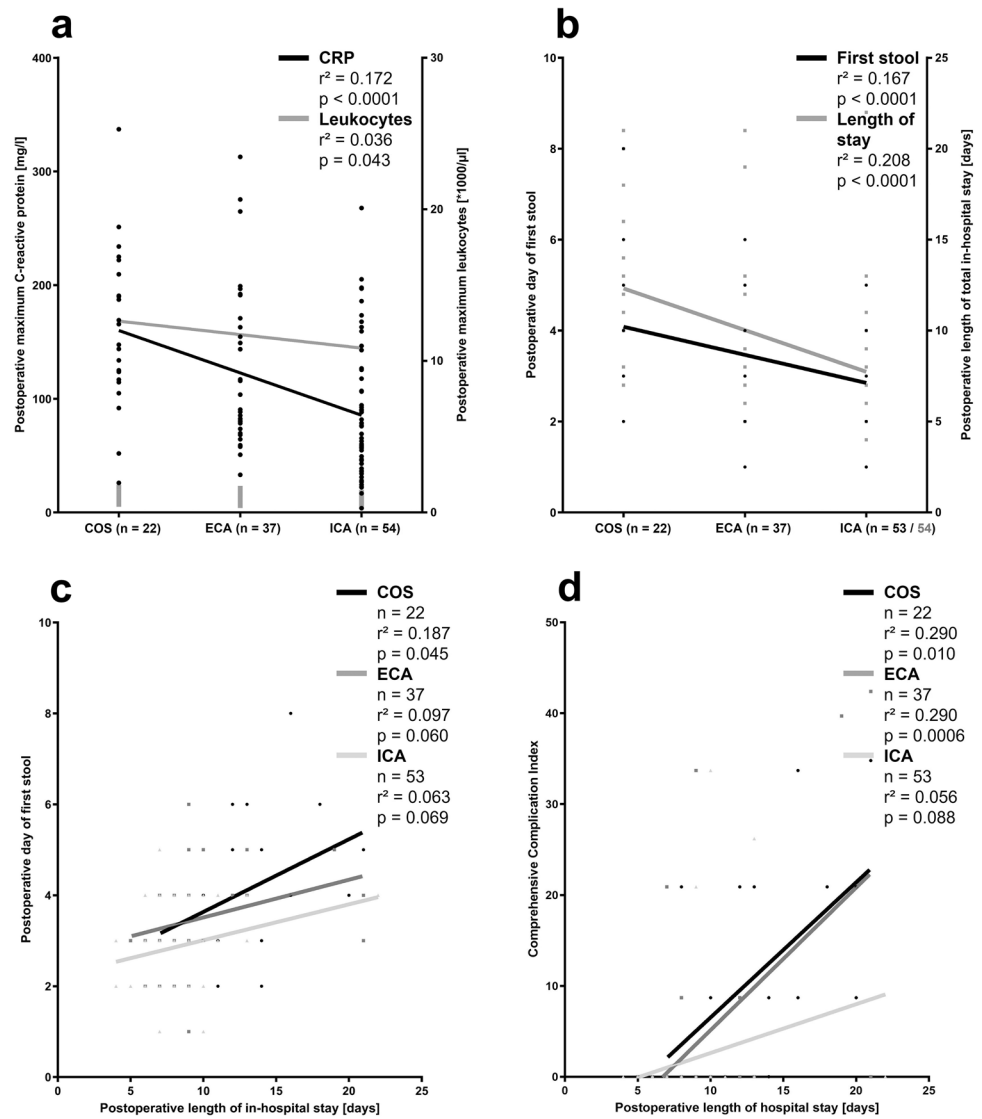 a
CRP
r² = 0.172
p < 0.0001
Leukocytes
r² = 0.036
p = 0.043
400
300
200
100
0
30
20
10
0
Postoperative maximum C-reactive protein [mg/l]
Postoperative maximum leukocytes [*1000/µl]
COS (n = 22)
ECA (n = 37)
ICA (n = 54)
b
First stool
r² = 0.167
p < 0.0001
Length of
stay
r² = 0.208
p < 0.0001
10
8
6
4
2
0
25
20
15
10
5
0
Postoperative day of first stool
Postoperative length of total in-hospital stay [days]
COS (n = 22)
ECA (n = 37)
ICA (n = 53 / 54)
c
COS
n = 22
r² = 0.187
p = 0.045
ECA
n = 37
r² = 0.097
p = 0.060
ICA
n = 53
r² = 0.063
p = 0.069
10
8
6
4
2
0
Postoperative day of first stool
0
5
10
15
20
25
Postoperative length of in-hospital stay [days]
d
COS
n = 22
r² = 0.290
p = 0.010
ECA
n = 37
r² = 0.290
p = 0.0006
ICA
n = 53
r² = 0.056
p = 0.088
50
40
30
20
10
0
Comprehensive Complication Index
0
5
10
15
20
25
Postoperative length of hospital stay [days]